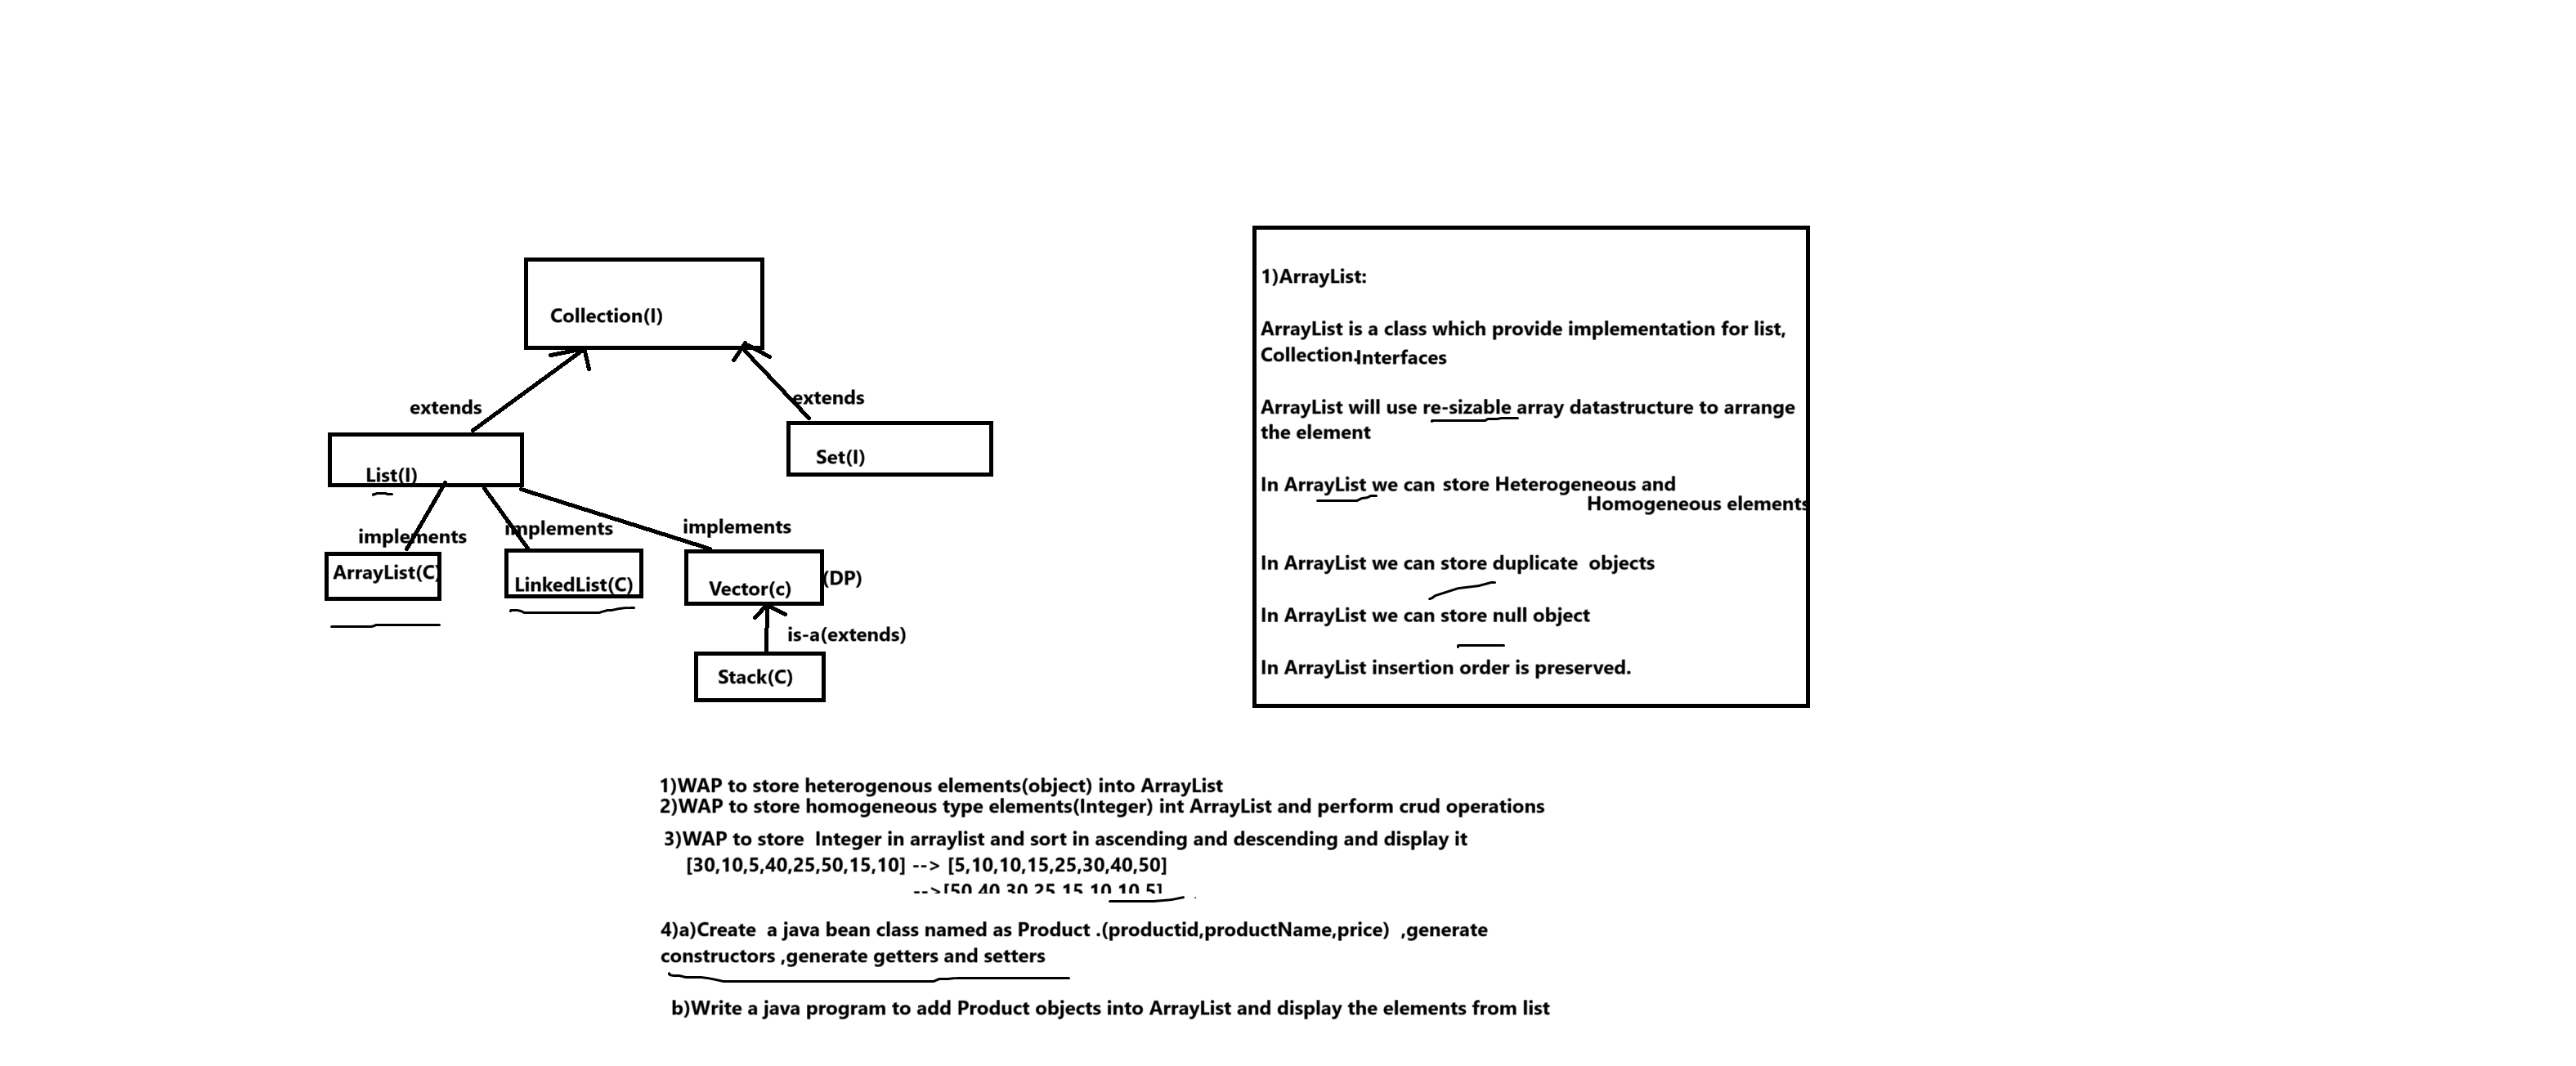 Collection(I)
extends
extends
List(I)
Set(I)
implements
implements
implements
ArrayList(C)
LinkedList(C)
Vector(c)
(DP)
is-a(extends)
Stack(C)
1)ArrayList:
ArrayList is a class which provide implementation for list,
Collection.Interfaces
ArrayList will use re-sizable array datastructure to arrange
the element
In ArrayList we can store Heterogeneous and
Homogeneous elements
In ArrayList we can store duplicate objects
In ArrayList we can store null object
In ArrayList insertion order is preserved.
1)WAP to store heterogenous elements(object) into ArrayList
2)WAP to store homogeneous type elements(Integer) int ArrayList and perform crud operations
3)WAP to store Integer in arraylist and sort in ascending and descending and display it
[30,10,5,40,25,50,15,10] --> [5,10,10,15,25,30,40,50]
-->[50,40,30,25,15,10,10,5]
4)a)Create a java bean class named as Product .(productid,productName,price) ,generate
constructors ,generate getters and setters
b)Write a java program to add Product objects into ArrayList and display the elements from list